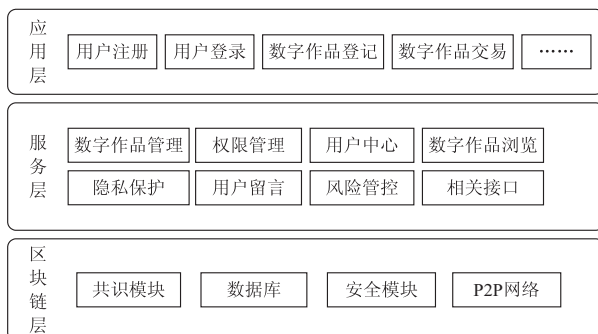 应用层
用户注册 用户登录 数字作品登记 数字作品交易 ……
服务层
数字作品管理 权限管理 用户中心 数字作品浏览
隐私保护 用户留言 风险管控 相关接口
区块链层
共识模块 数据库 安全模块 P2P网络